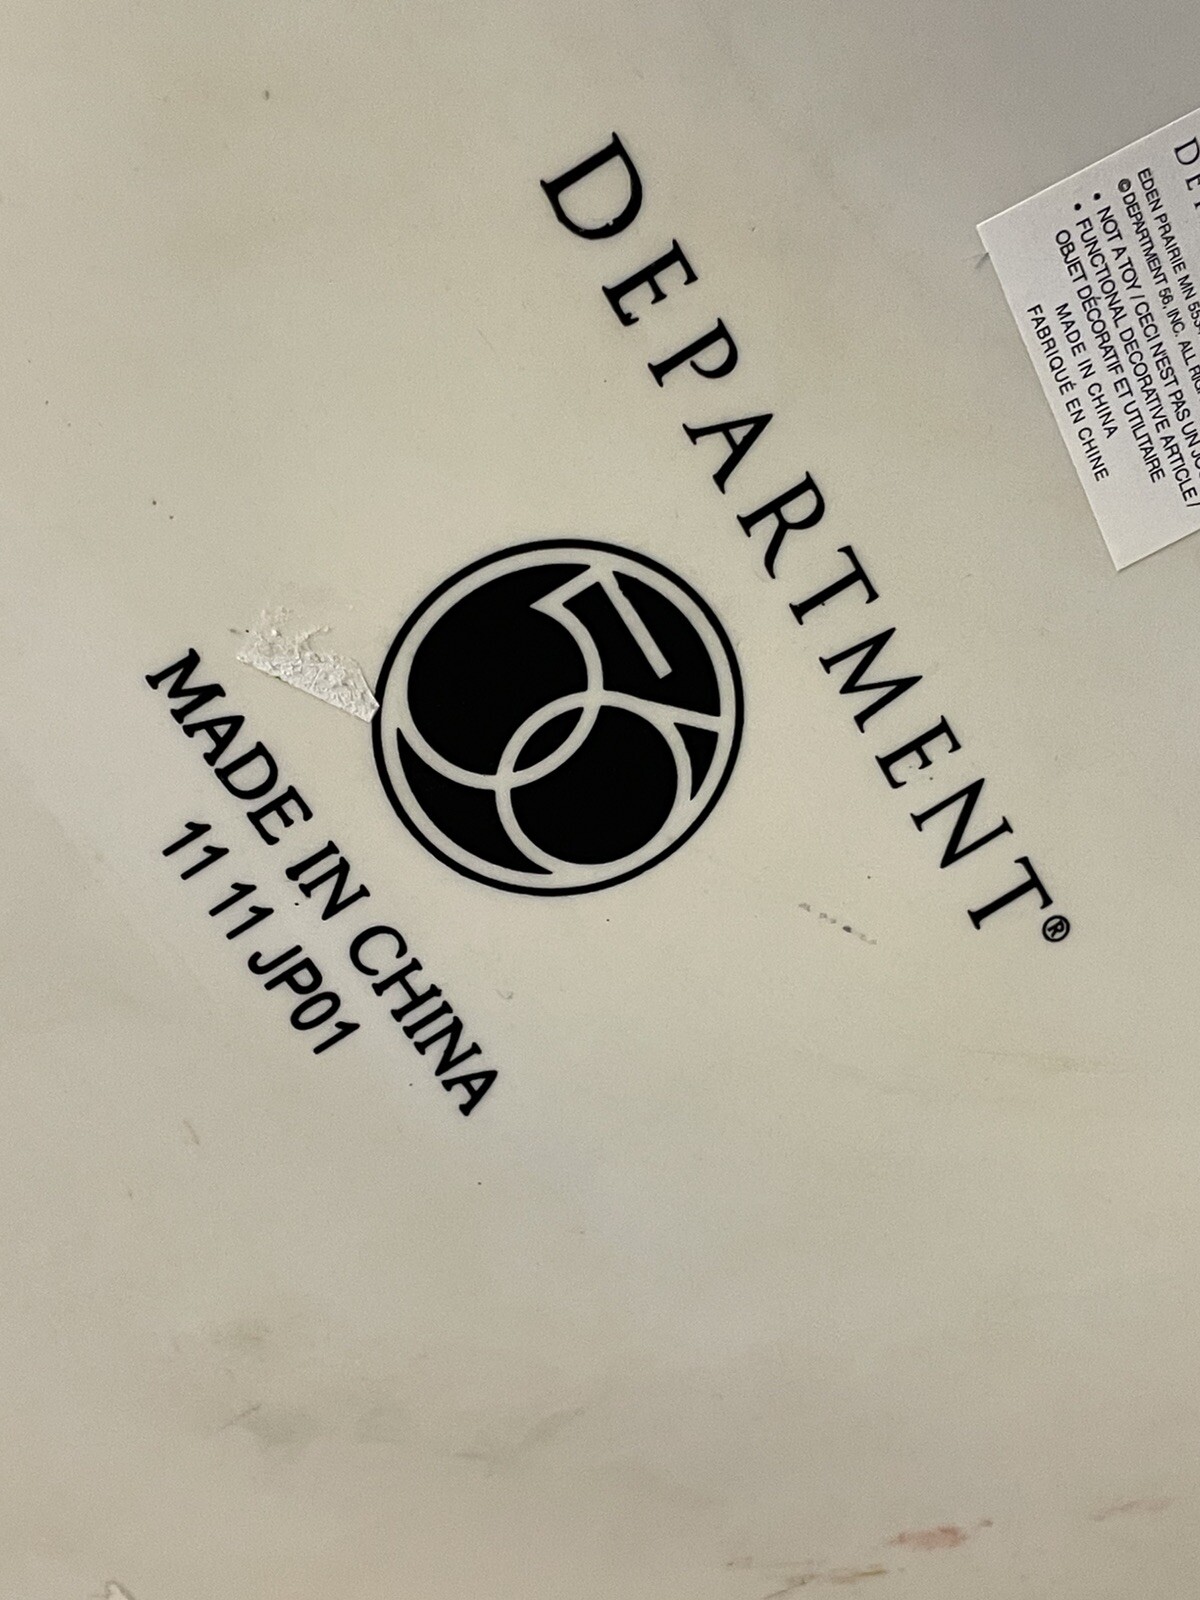 DEPARTMENT®
56
MADE IN CHINA
11 11 JP01
EDEN PRAIRIE MN
©DEPARTMENT 56, INC. ALL
• NOT A TOY / CECI N'EST PAS UN
• FUNCTIONAL DECORATIVE ARTICLE /
OBJET DÉCORATIF ET UTILITAIRE
MADE IN CHINA
FABRIQUÉ EN CHINE